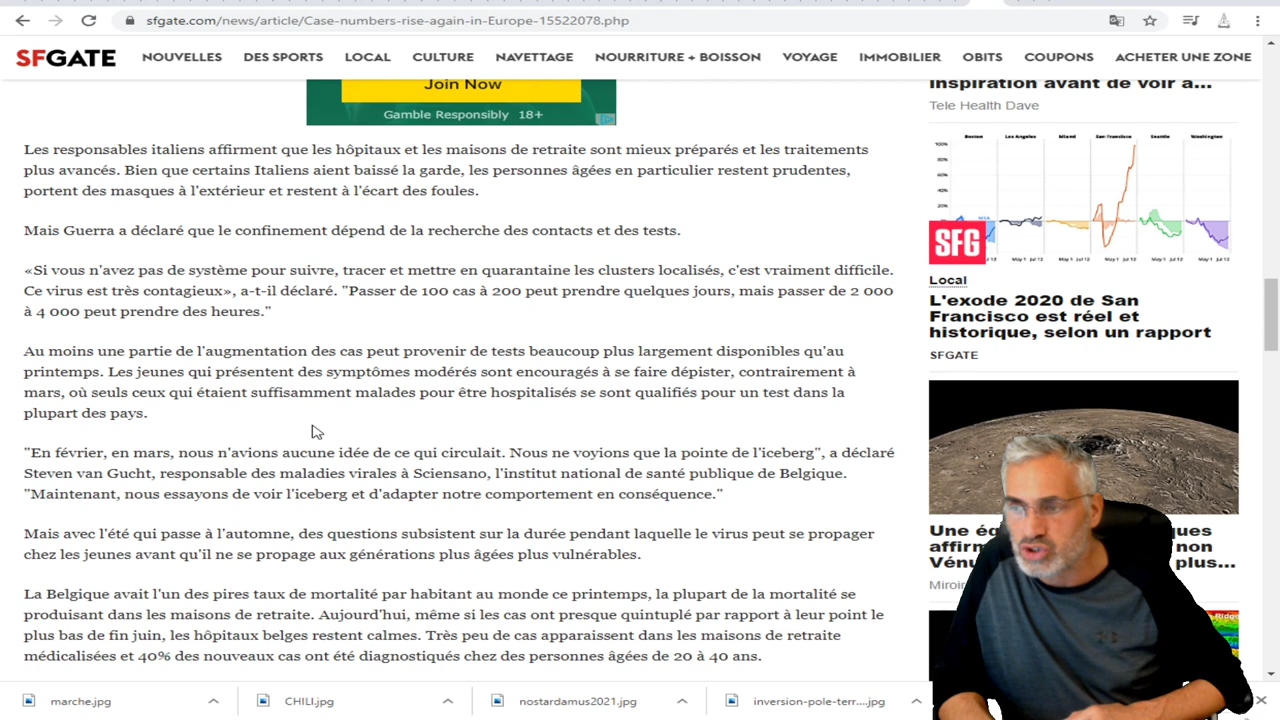 sfgate.com/news/article/Case-numbers-rise-again-in-Europe-15522078.php
SFGATE NOUVELLES DES SPORTS LOCAL CULTURE NAVETTAGE NOURRITURE + BOISSON VOYAGE IMMOBILIER OBITS COUPONS ACHETER UNE ZONE
Join Now
Gamble Responsibly 18+
Les responsables italiens affirment que les hôpitaux et les maisons de retraite sont mieux préparés et les traitements
plus avancés. Bien que certains Italiens aient baissé la garde, les personnes âgées en particulier restent prudentes,
portent des masques à l'extérieur et restent à l'écart des foules.
Mais Guerra a déclaré que le confinement dépend de la recherche des contacts et des tests.
«Si vous n'avez pas de système pour suivre, tracer et mettre en quarantaine les clusters localisés, c'est vraiment difficile.
Ce virus est très contagieux», a-t-il déclaré. "Passer de 100 cas à 200 peut prendre quelques jours, mais passer de 2 000
à 4 000 peut prendre des heures."
Au moins une partie de l'augmentation des cas peut provenir de tests beaucoup plus largement disponibles qu'au
printemps. Les jeunes qui présentent des symptômes modérés sont encouragés à se faire dépister, contrairement à
mars, où seuls ceux qui étaient suffisamment malades pour être hospitalisés se sont qualifiés pour un test dans la
plupart des pays.
"En février, en mars, nous n'avions aucune idée de ce qui circulait. Nous ne voyions que la pointe de l'iceberg", a déclaré
Steven van Gucht, responsable des maladies virales à Sciensano, l'institut national de santé publique de Belgique.
"Maintenant, nous essayons de voir l'iceberg et d'adapter notre comportement en conséquence."
Mais avec l'été qui passe à l'automne, des questions subsistent sur la durée pendant laquelle le virus peut se propager
chez les jeunes avant qu'il ne se propage aux générations plus âgées plus vulnérables.
La Belgique avait l'un des pires taux de mortalité par habitant au monde ce printemps, la plupart de la mortalité se
produisant dans les maisons de retraite. Aujourd'hui, même si les cas ont presque quintuplé par rapport à leur point le
plus bas de fin juin, les hôpitaux belges restent calmes. Très peu de cas apparaissent dans les maisons de retraite
médicalisées et 40% des nouveaux cas ont été diagnostiqués chez des personnes âgées de 20 à 40 ans.
inspiration avant de voir a...
Tele Health Dave
Boston Los Angeles Miami San Francisco Seattle Washington
SFG
Local
L'exode 2020 de San
Francisco est réel et
historique, selon un rapport
SFGATE
Une
affirm non
Vénu plus...
Miroir
marche.jpg CHILI.jpg nostardamus2021.jpg inversion-pole-terr....jpg